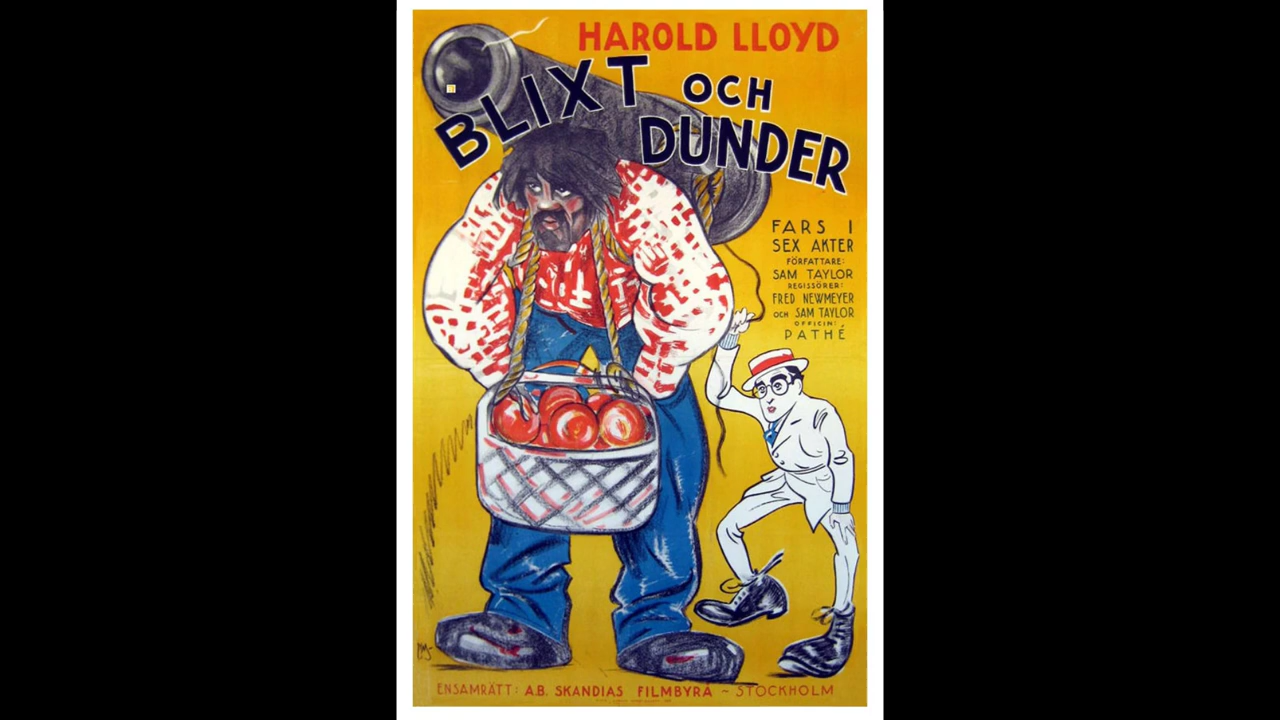 HAROLD LLOYD
BLIXT OCH
DUNDER
FARS I
SEX AKTER
FÖRFATTARE:
SAM TAYLOR
REGISSÖRER:
FRED NEWMEYER
OCH SAM TAYLOR
OFFICIN:
PATHÉ
ENSAMRÄTT: A.B. SKANDIAS FILMBYRÅ ~ STOCKHOLM